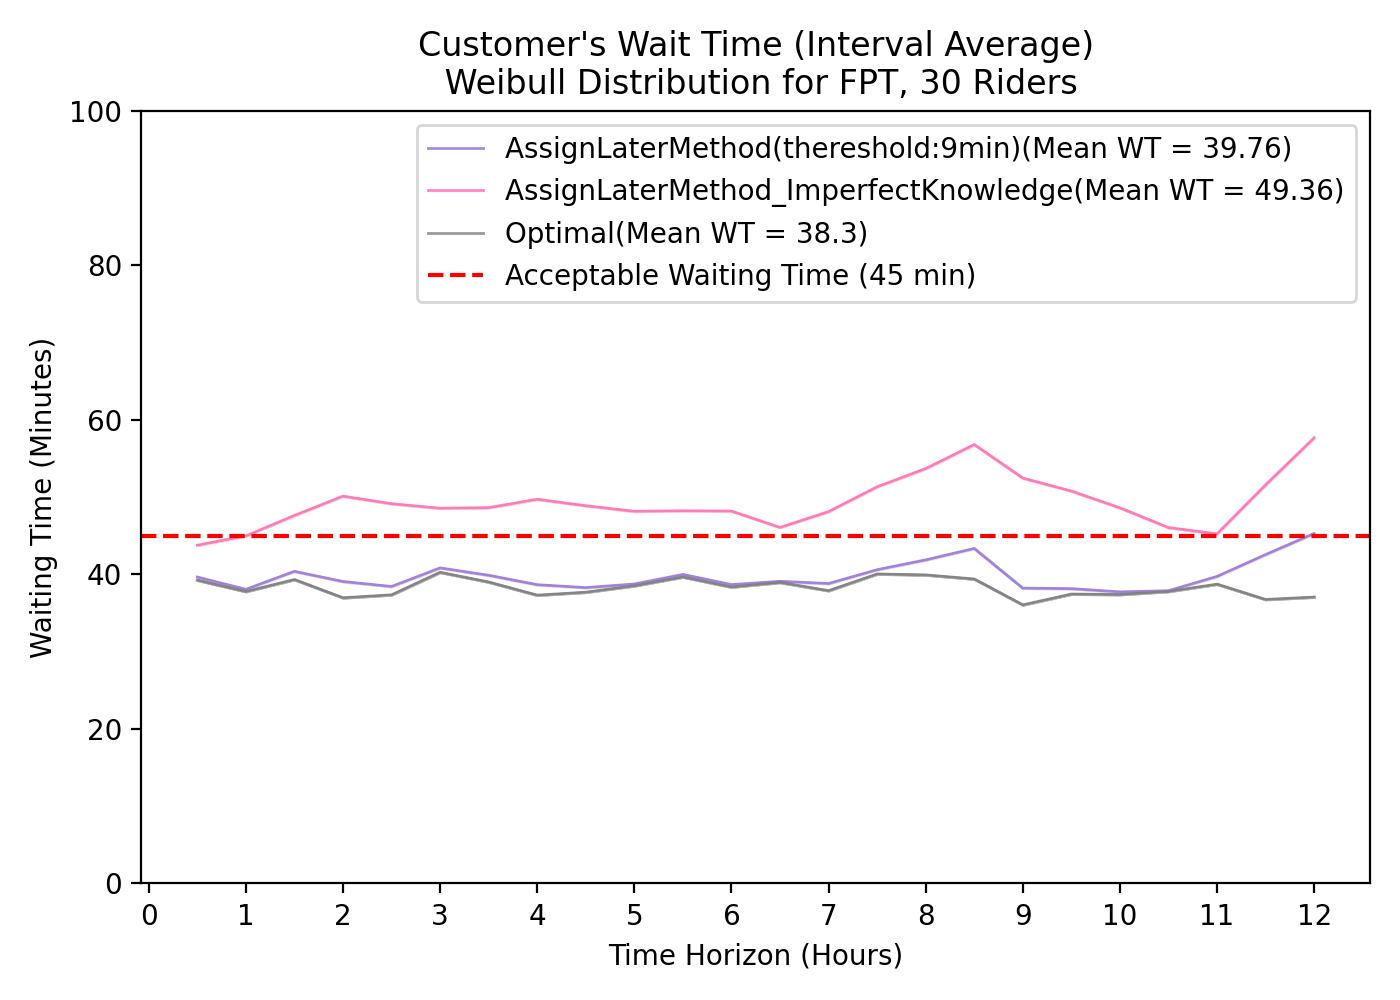 Customer's Wait Time (Interval Average)
Weibull Distribution for FPT, 30 Riders
AssignLaterMethod(thereshold:9min)(Mean WT = 39.76)
AssignLaterMethod_ImperfectKnowledge(Mean WT = 49.36)
Optimal(Mean WT = 38.3)
Acceptable Waiting Time (45 min)
Waiting Time (Minutes)
100
80
60
40
20
0
0 1 2 3 4 5 6 7 8 9 10 11 12
Time Horizon (Hours)